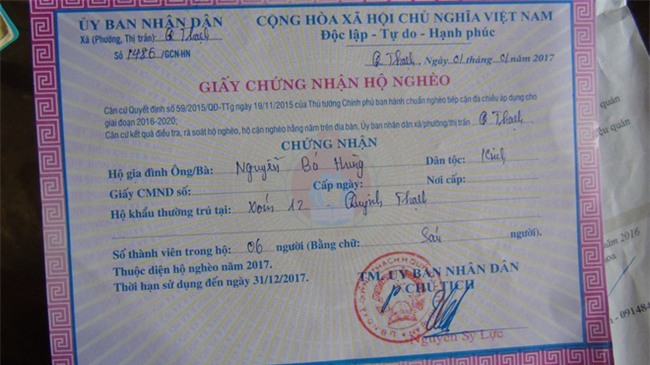 ỦY BAN NHÂN DÂN
CỘNG HÒA XÃ HỘI CHỦ NGHĨA VIỆT NAM
Xã (Phường, Thị trấn): Q Thạch
Độc lập - Tự do - Hạnh phúc
Số 1486/GCN-HN
Q Thạch, Ngày 01 tháng 01 năm 2017
GIẤY CHỨNG NHẬN HỘ NGHÈO
Căn cứ Quyết định số 59/2015/QĐ-TTg ngày 19/11/2015 của Thủ tướng Chính phủ ban hành chuẩn nghèo tiếp cận đa chiều áp dụng cho
giai đoạn 2016-2020;
Căn cứ kết quả điều tra, rà soát hộ nghèo, hộ cận nghèo hằng năm trên địa bàn, Ủy ban nhân dân xã/phường/thị trấn Q Thạch
CHỨNG NHẬN
Hộ gia đình Ông/Bà: Nguyễn Bá Hùng Dân tộc: Kinh
Giấy CMND số: Cấp ngày: Nơi cấp:
Hộ khẩu thường trú tại: Xóm 12 - Quỳnh Thạch
Số thành viên trong hộ: 06 người (Bằng chữ: Sáu người).
Thuộc diện hộ nghèo năm 2017.
Thời hạn sử dụng đến ngày 31/12/2017.
TM. ỦY BAN NHÂN DÂN
CHỦ TỊCH
Nguyễn Sỹ Lực
quán
năm 2016
09148